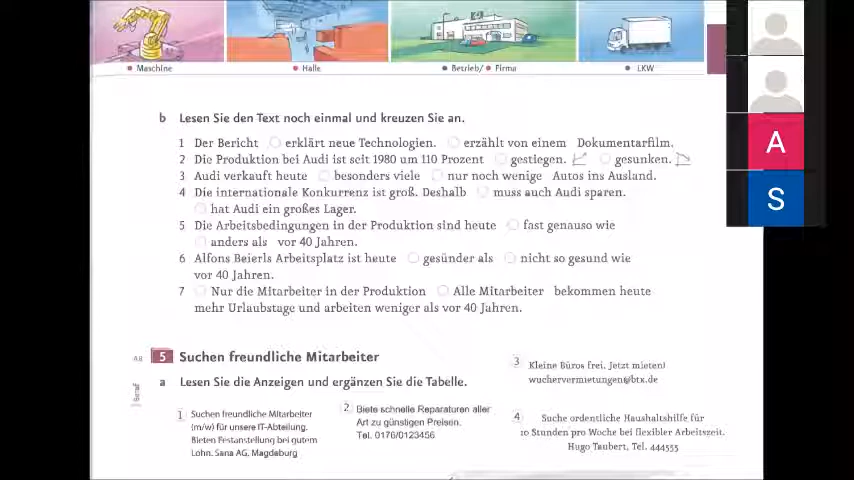 Maschine
Halle
Betrieb/ Firma
LKW
b Lesen Sie den Text noch einmal und kreuzen Sie an.
1 Der Bericht erklärt neue Technologien. erzählt von einem Dokumentarfilm.
2 Die Produktion bei Audi ist seit 1980 um 110 Prozent gestiegen. gesunken.
3 Audi verkauft heute besonders viele nur noch wenige Autos ins Ausland.
4 Die internationale Konkurrenz ist groß. Deshalb muss auch Audi sparen.
hat Audi ein großes Lager.
5 Die Arbeitsbedingungen in der Produktion sind heute fast genauso wie
anders als vor 40 Jahren.
6 Alfons Beierls Arbeitsplatz ist heute gesünder als nicht so gesund wie
vor 40 Jahren.
7 Nur die Mitarbeiter in der Produktion Alle Mitarbeiter bekommen heute
mehr Urlaubstage und arbeiten weniger als vor 40 Jahren.
AB 5 Suchen freundliche Mitarbeiter
a Lesen Sie die Anzeigen und ergänzen Sie die Tabelle.
Beruf
1 Suchen freundliche Mitarbeiter
(m/w) für unsere IT-Abteilung.
Bieten Festanstellung bei gutem
Lohn. Sana AG, Magdeburg
2 Biete schnelle Reparaturen aller
Art zu günstigen Preisen.
Tel. 0176/0123456
3 Kleine Büros frei. Jetzt mieten!
wuchervermietungen@btx.de
4 Suche ordentliche Haushaltshilfe für
10 Stunden pro Woche bei flexibler Arbeitszeit.
Hugo Taubert, Tel. 444555
A
S